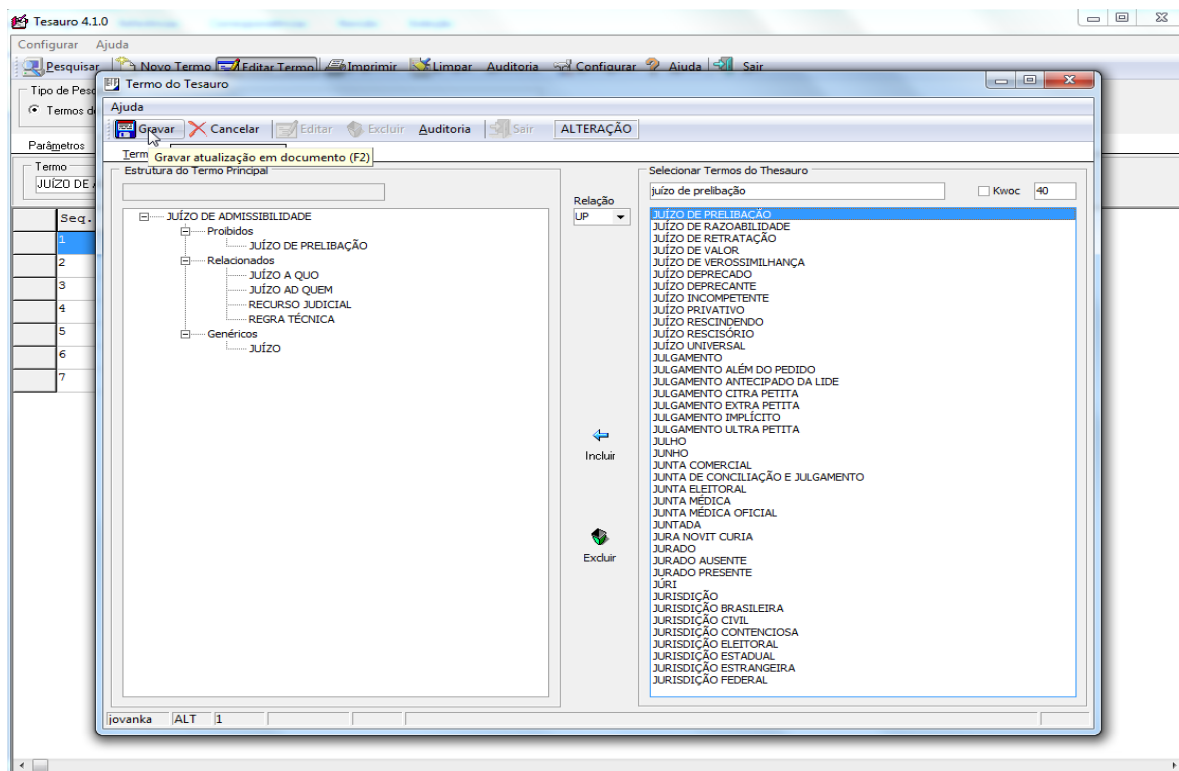 Tesauro 4.1.0
Configurar Ajuda
Pesquisar Novo Termo Editar Termo Imprimir Limpar Auditoria Configurar Ajuda Sair
Tipo de Pesq
Termos d
Parâmetros
Termo
JUÍZO DE A
Seq.
1
2
3
4
5
6
7
Termo do Tesauro
Ajuda
Gravar Cancelar Editar Excluir Auditoria Sair ALTERAÇÃO
Term
Gravar atualização em documento (F2)
Estrutura do Termo Principal
JUÍZO DE ADMISSIBILIDADE
Proibidos
JUÍZO DE PRELIBAÇÃO
Relacionados
JUÍZO A QUO
JUÍZO AD QUEM
RECURSO JUDICIAL
REGRA TÉCNICA
Genéricos
JUÍZO
Relação
UP
Incluir
Excluir
Selecionar Termos do Thesauro
juízo de prelibação Kwoc 40
JUÍZO DE PRELIBAÇÃO
JUÍZO DE RAZOABILIDADE
JUÍZO DE RETRATAÇÃO
JUÍZO DE VALOR
JUÍZO DE VEROSSIMILHANÇA
JUÍZO DEPRECADO
JUÍZO DEPRECANTE
JUÍZO INCOMPETENTE
JUÍZO PRIVATIVO
JUÍZO RESCINDENDO
JUÍZO RESCISÓRIO
JUÍZO UNIVERSAL
JULGAMENTO
JULGAMENTO ALÉM DO PEDIDO
JULGAMENTO ANTECIPADO DA LIDE
JULGAMENTO CITRA PETITA
JULGAMENTO EXTRA PETITA
JULGAMENTO IMPLÍCITO
JULGAMENTO ULTRA PETITA
JULHO
JUNHO
JUNTA COMERCIAL
JUNTA DE CONCILIAÇÃO E JULGAMENTO
JUNTA ELEITORAL
JUNTA MÉDICA
JUNTA MÉDICA OFICIAL
JUNTADA
JURA NOVIT CURIA
JURADO
JURADO AUSENTE
JURADO PRESENTE
JÚRI
JURISDIÇÃO
JURISDIÇÃO BRASILEIRA
JURISDIÇÃO CIVIL
JURISDIÇÃO CONTENCIOSA
JURISDIÇÃO ELEITORAL
JURISDIÇÃO ESTADUAL
JURISDIÇÃO ESTRANGEIRA
JURISDIÇÃO FEDERAL
jovanka ALT 1